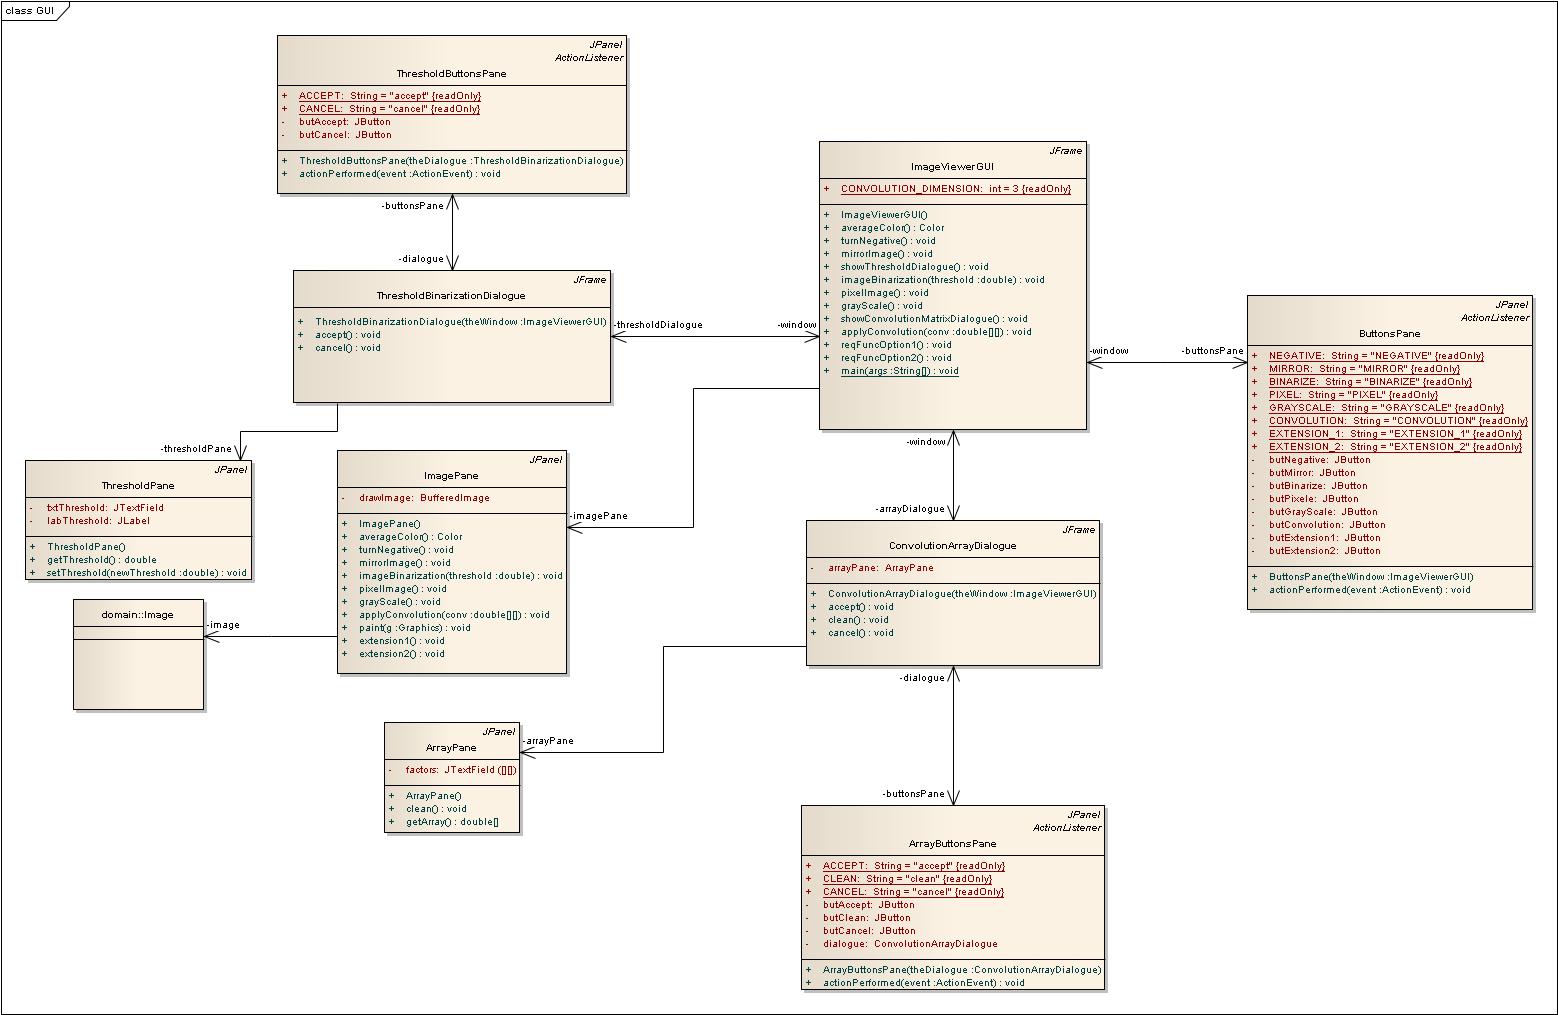 class GUI
JPanel
ActionListener
ThresholdButtonsPane
+ ACCEPT: String = "accept" {readOnly}
+ CANCEL: String = "cancel" {readOnly}
- butAccept: JButton
- butCancel: JButton
+ ThresholdButtonsPane(theDialogue :ThresholdBinarizationDialogue)
+ actionPerformed(event :ActionEvent) : void
-buttonsPane
-dialogue
JFrame
ThresholdBinarizationDialogue
+ ThresholdBinarizationDialogue(theWindow :ImageViewerGUI)
+ accept() : void
+ cancel() : void
-thresholdDialogue
-window
JFrame
ImageViewerGUI
+ CONVOLUTION_DIMENSION: int = 3 {readOnly}
+ ImageViewerGUI()
+ averageColor() : Color
+ turnNegative() : void
+ mirrorImage() : void
+ showThresholdDialogue() : void
+ imageBinarization(threshold :double) : void
+ pixelImage() : void
+ grayScale() : void
+ showConvolutionMatrixDialogue() : void
+ applyConvolution(conv :double[][]) : void
+ reqFuncOption1() : void
+ reqFuncOption2() : void
+ main(args :String[]) : void
-window
-buttonsPane
JPanel
ActionListener
ButtonsPane
+ NEGATIVE: String = "NEGATIVE" {readOnly}
+ MIRROR: String = "MIRROR" {readOnly}
+ BINARIZE: String = "BINARIZE" {readOnly}
+ PIXEL: String = "PIXEL" {readOnly}
+ GRAYSCALE: String = "GRAYSCALE" {readOnly}
+ CONVOLUTION: String = "CONVOLUTION" {readOnly}
+ EXTENSION_1: String = "EXTENSION_1" {readOnly}
+ EXTENSION_2: String = "EXTENSION_2" {readOnly}
- butNegative: JButton
- butMirror: JButton
- butBinarize: JButton
- butPixele: JButton
- butGrayScale: JButton
- butConvolution: JButton
- butExtension1: JButton
- butExtension2: JButton
+ ButtonsPane(theWindow :ImageViewerGUI)
+ actionPerformed(event :ActionEvent) : void
-thresholdPane
JPanel
ThresholdPane
- txtThreshold: JTextField
- labThreshold: JLabel
+ ThresholdPane()
+ getThreshold() : double
+ setThreshold(newThreshold :double) : void
JPanel
ImagePane
- drawImage: BufferedImage
+ ImagePane()
+ averageColor() : Color
+ turnNegative() : void
+ mirrorImage() : void
+ imageBinarization(threshold :double) : void
+ pixelImage() : void
+ grayScale() : void
+ applyConvolution(conv :double[][]) : void
+ paint(g :Graphics) : void
+ extension1() : void
+ extension2() : void
-imagePane
domain::Image
-image
-window
-arrayDialogue
JFrame
ConvolutionArrayDialogue
- arrayPane: ArrayPane
+ ConvolutionArrayDialogue(theWindow :ImageViewerGUI)
+ accept() : void
+ clean() : void
+ cancel() : void
-dialogue
JPanel
ArrayPane
- factors: JTextField ([][])
+ ArrayPane()
+ clean() : void
+ getArray() : double[]
-arrayPane
-buttonsPane
JPanel
ActionListener
ArrayButtonsPane
+ ACCEPT: String = "accept" {readOnly}
+ CLEAN: String = "clean" {readOnly}
+ CANCEL: String = "cancel" {readOnly}
- butAccept: JButton
- butClean: JButton
- butCancel: JButton
- dialogue: ConvolutionArrayDialogue
+ ArrayButtonsPane(theDialogue :ConvolutionArrayDialogue)
+ actionPerformed(event :ActionEvent) : void